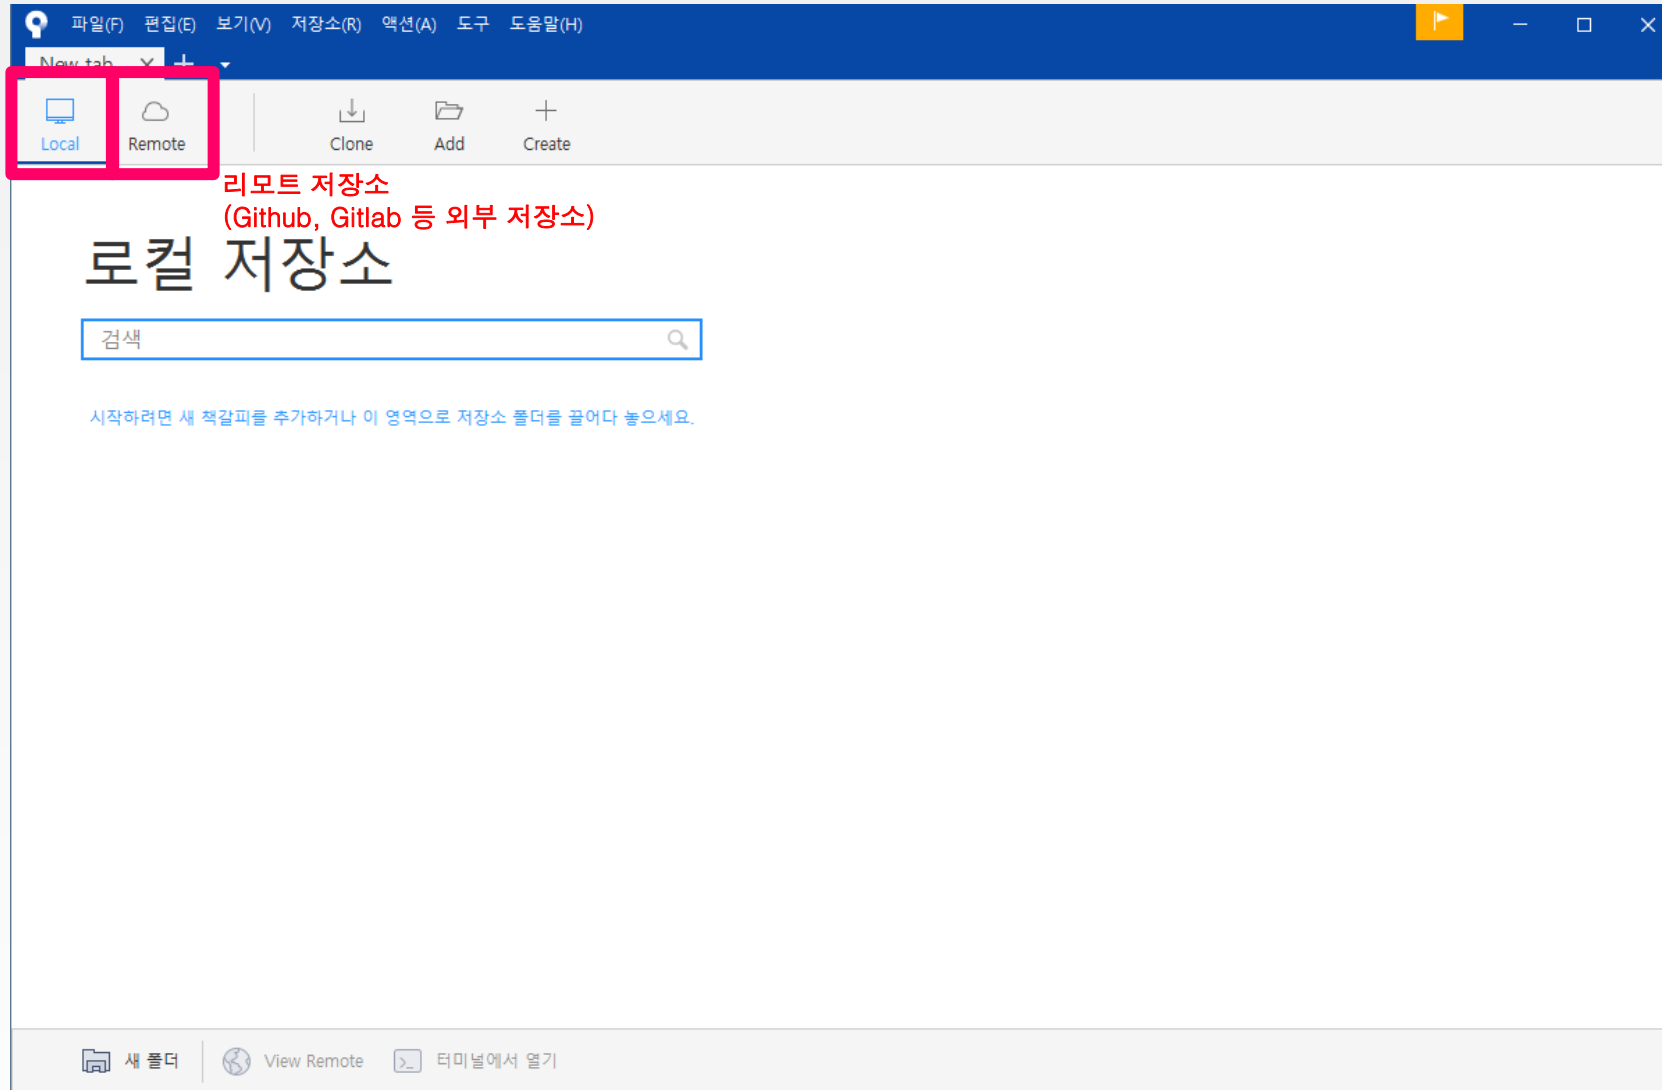 파일(F) 편집(E) 보기(V) 저장소(R) 액션(A) 도구 도움말(H)
New tab
Local Remote Clone Add Create
리모트 저장소
(Github, Gitlab 등 외부 저장소)
로컬 저장소
검색
시작하려면 새 책갈피를 추가하거나 이 영역으로 저장소 폴더를 끌어다 놓으세요.
새 폴더 View Remote 터미널에서 열기